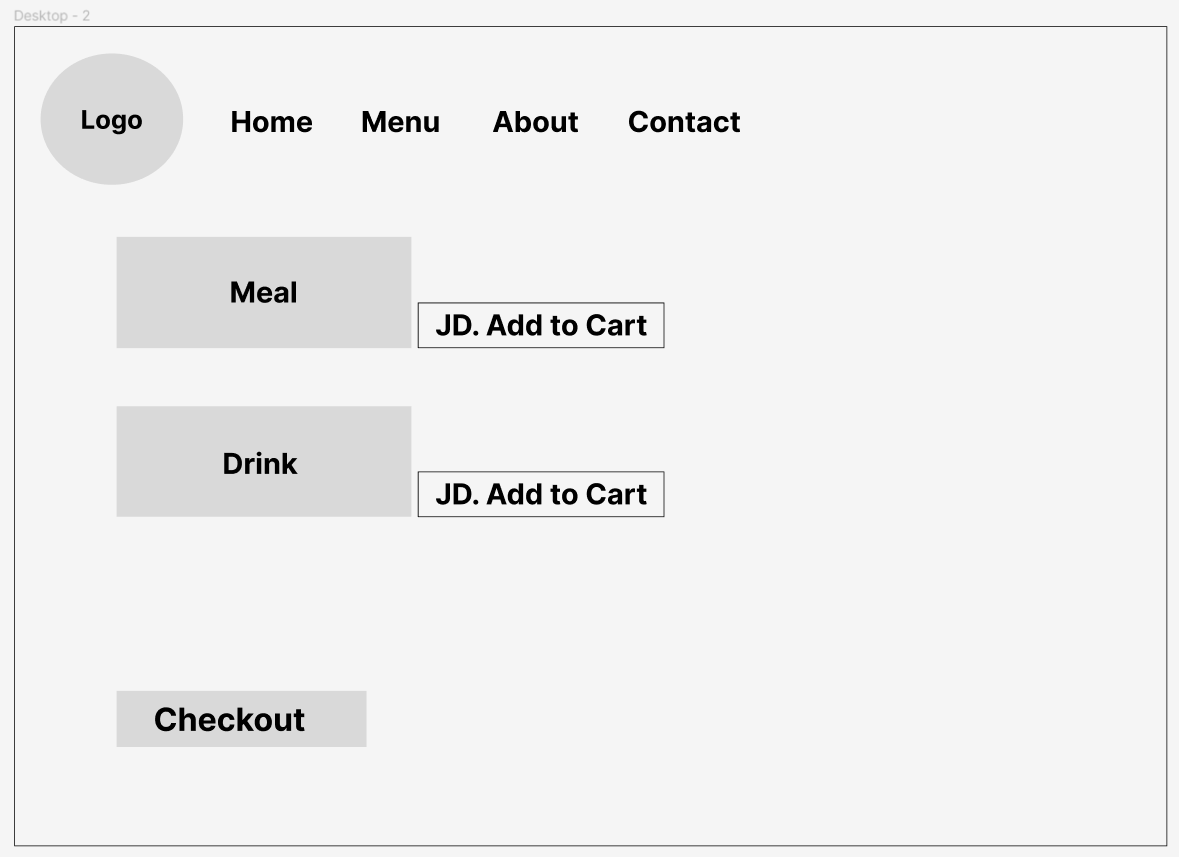 Desktop - 2
Logo
Home Menu About Contact
Meal
JD. Add to Cart
Drink
JD. Add to Cart
Checkout